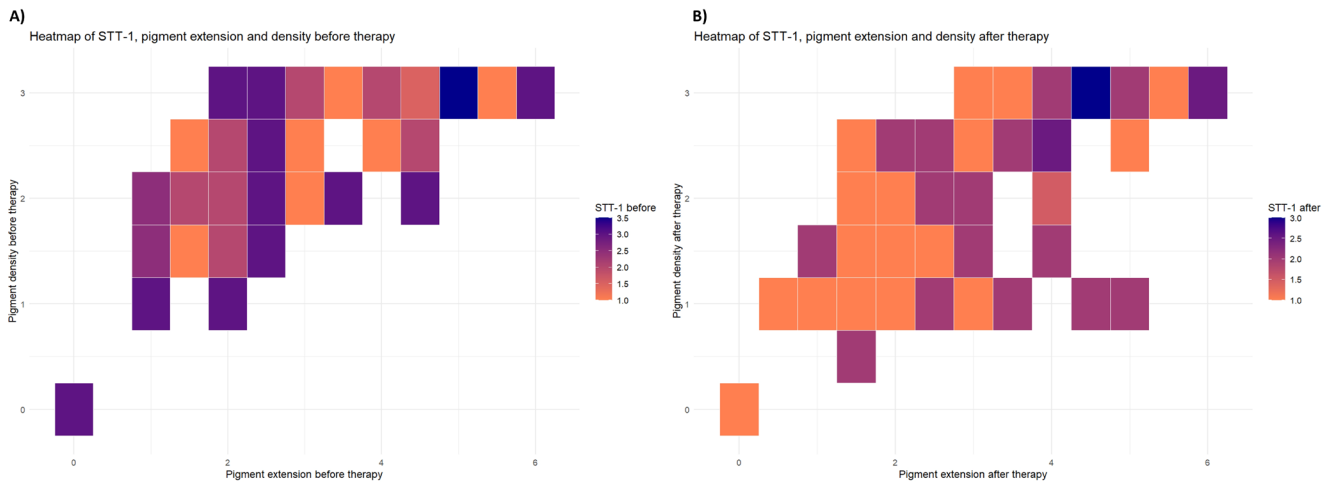 A)
Heatmap of STT-1, pigment extension and density before therapy
Pigment density before therapy
3
2
1
0
0
2
4
6
Pigment extension before therapy
STT-1 before
3.5
3.0
2.5
2.0
1.5
1.0
B)
Heatmap of STT-1, pigment extension and density after therapy
Pigment density after therapy
3
2
1
0
0
2
4
6
Pigment extension after therapy
STT-1 after
3.0
2.5
2.0
1.5
1.0